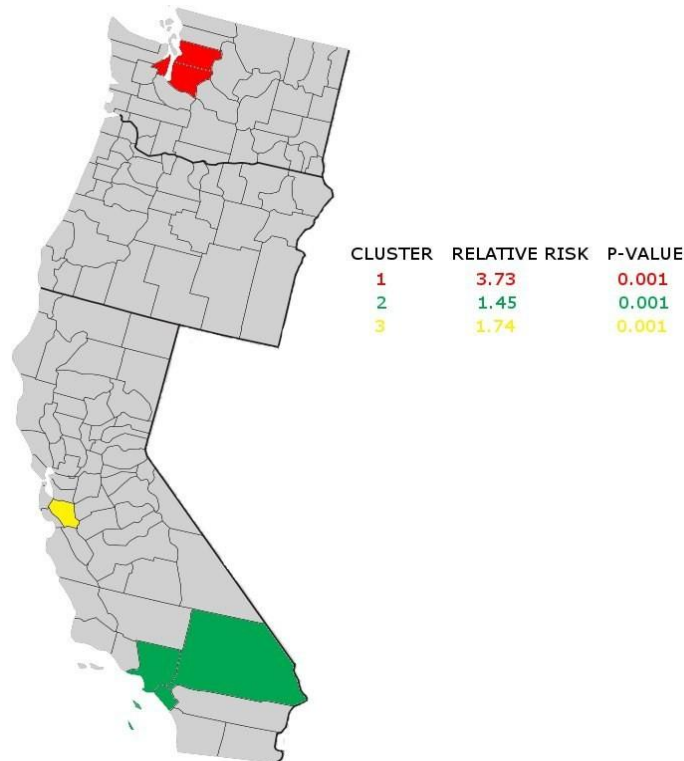 CLUSTER RELATIVE RISK P-VALUE
1 3.73 0.001
2 1.45 0.001
3 1.74 0.001